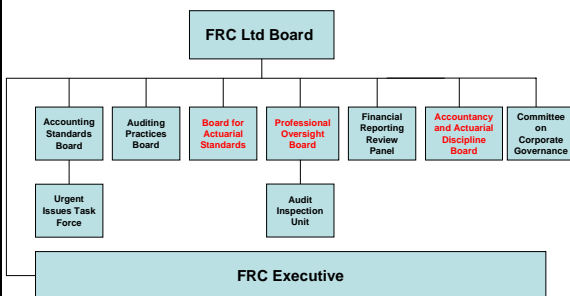 FRC Ltd Board
Accounting
Standards
Board
Auditing
Practices
Board
Board for
Actuarial
Standards
Professional
Oversight
Board
Financial
Reporting
Review
Panel
Accountancy
and Actuarial
Discipline
Board
Committee
on
Corporate
Governance
Urgent
Issues Task
Force
Audit
Inspection
Unit
FRC Executive